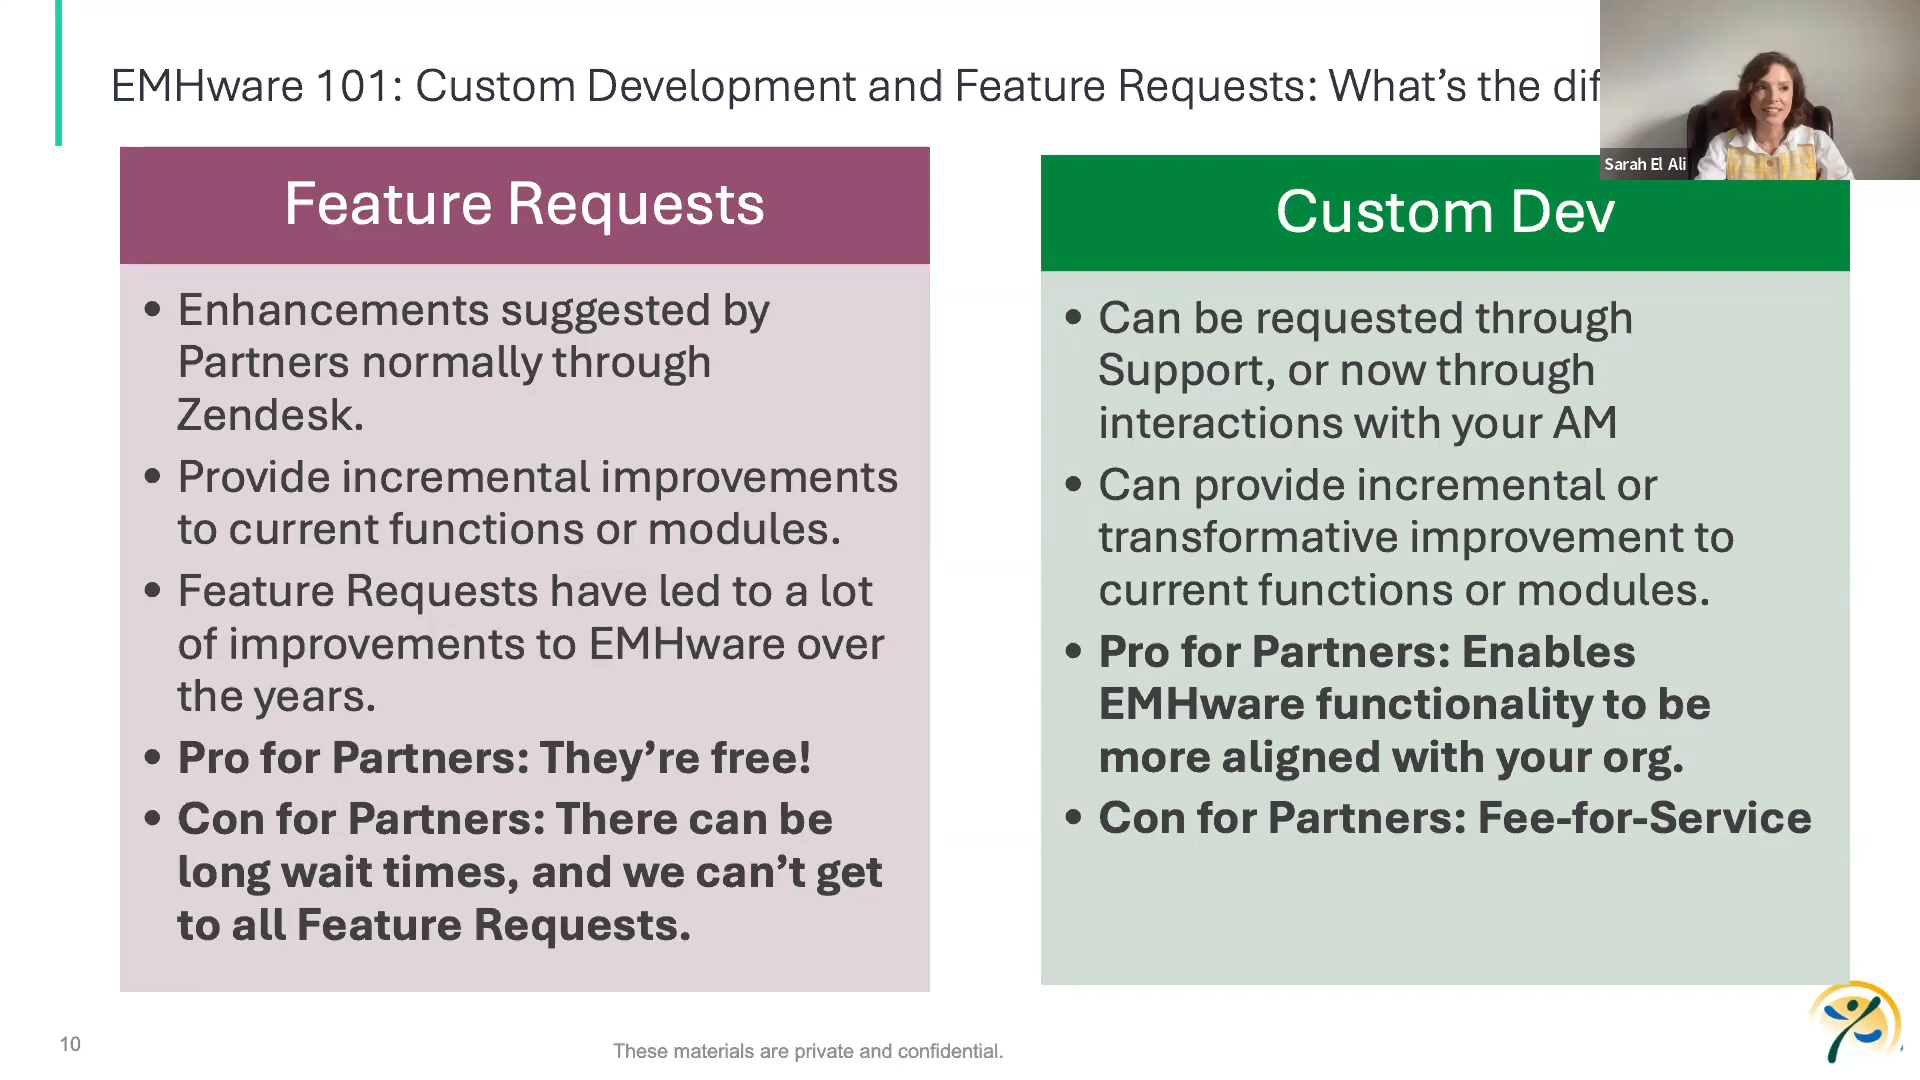 EMHware 101: Custom Development and Feature Requests: What's the dif
Sarah El Ali
Feature Requests
• Enhancements suggested by
Partners normally through
Zendesk.
• Provide incremental improvements
to current functions or modules.
• Feature Requests have led to a lot
of improvements to EMHware over
the years.
• Pro for Partners: They’re free!
• Con for Partners: There can be
long wait times, and we can’t get
to all Feature Requests.
Custom Dev
• Can be requested through
Support, or now through
interactions with your AM
• Can provide incremental or
transformative improvement to
current functions or modules.
• Pro for Partners: Enables
EMHware functionality to be
more aligned with your org.
• Con for Partners: Fee-for-Service
10
These materials are private and confidential.